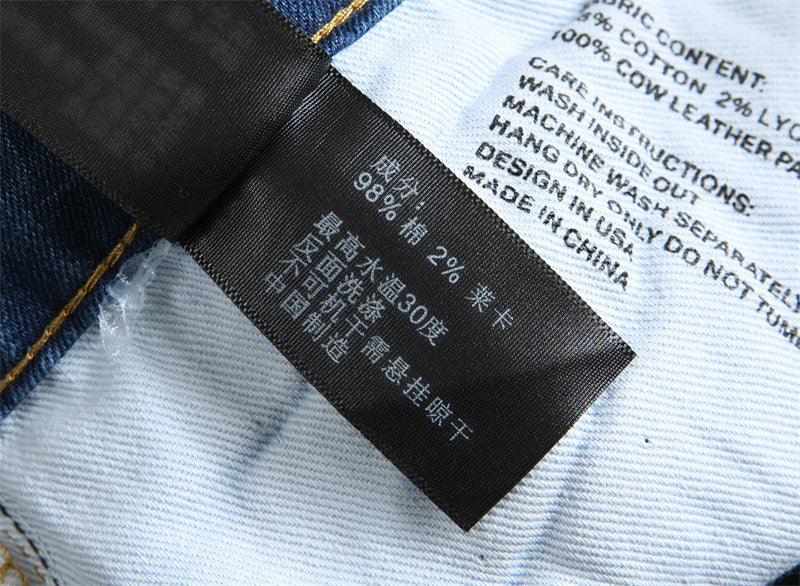 成分：
98% 棉 2% 莱卡
最高水温30度
反面洗涤
不可机干需悬挂晾干
中国制造
FABRIC CONTENT:
% COTTON 2% LYC
100% COW LEATHER PA
CARE INSTRUCTIONS:
WASH INSIDE OUT
MACHINE WASH SEPARATELY
HANG DRY ONLY DO NOT TUM
DESIGN IN USA
MADE IN CHINA